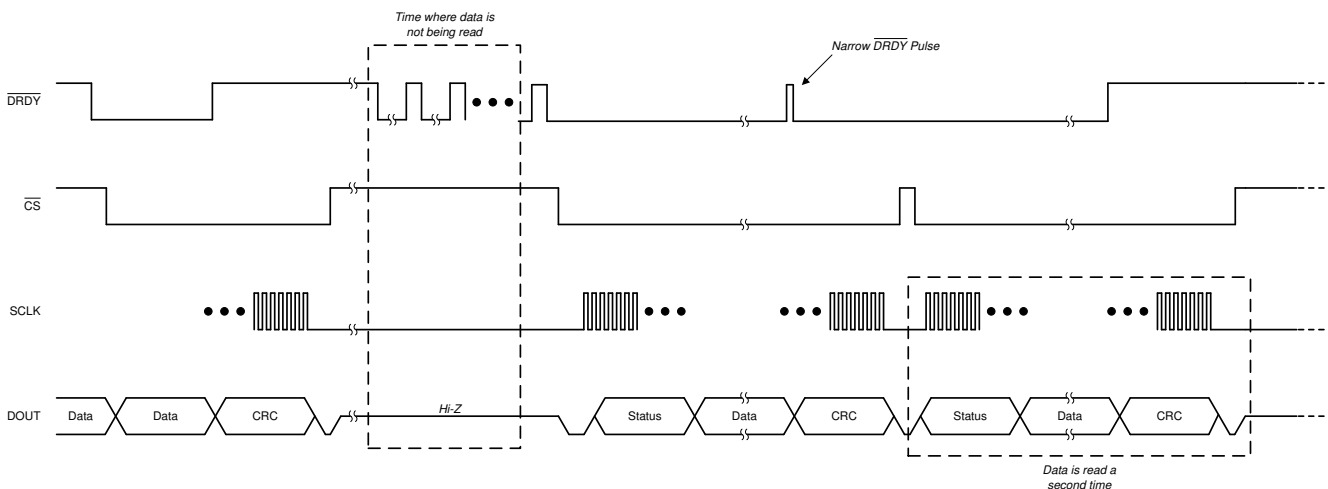 Time where data is
not being read
Narrow DRDY Pulse
DRDY
CS
SCLK
DOUT
Data
Data
CRC
Hi-Z
Status
Data
CRC
Status
Data
CRC
Data is read a
second time